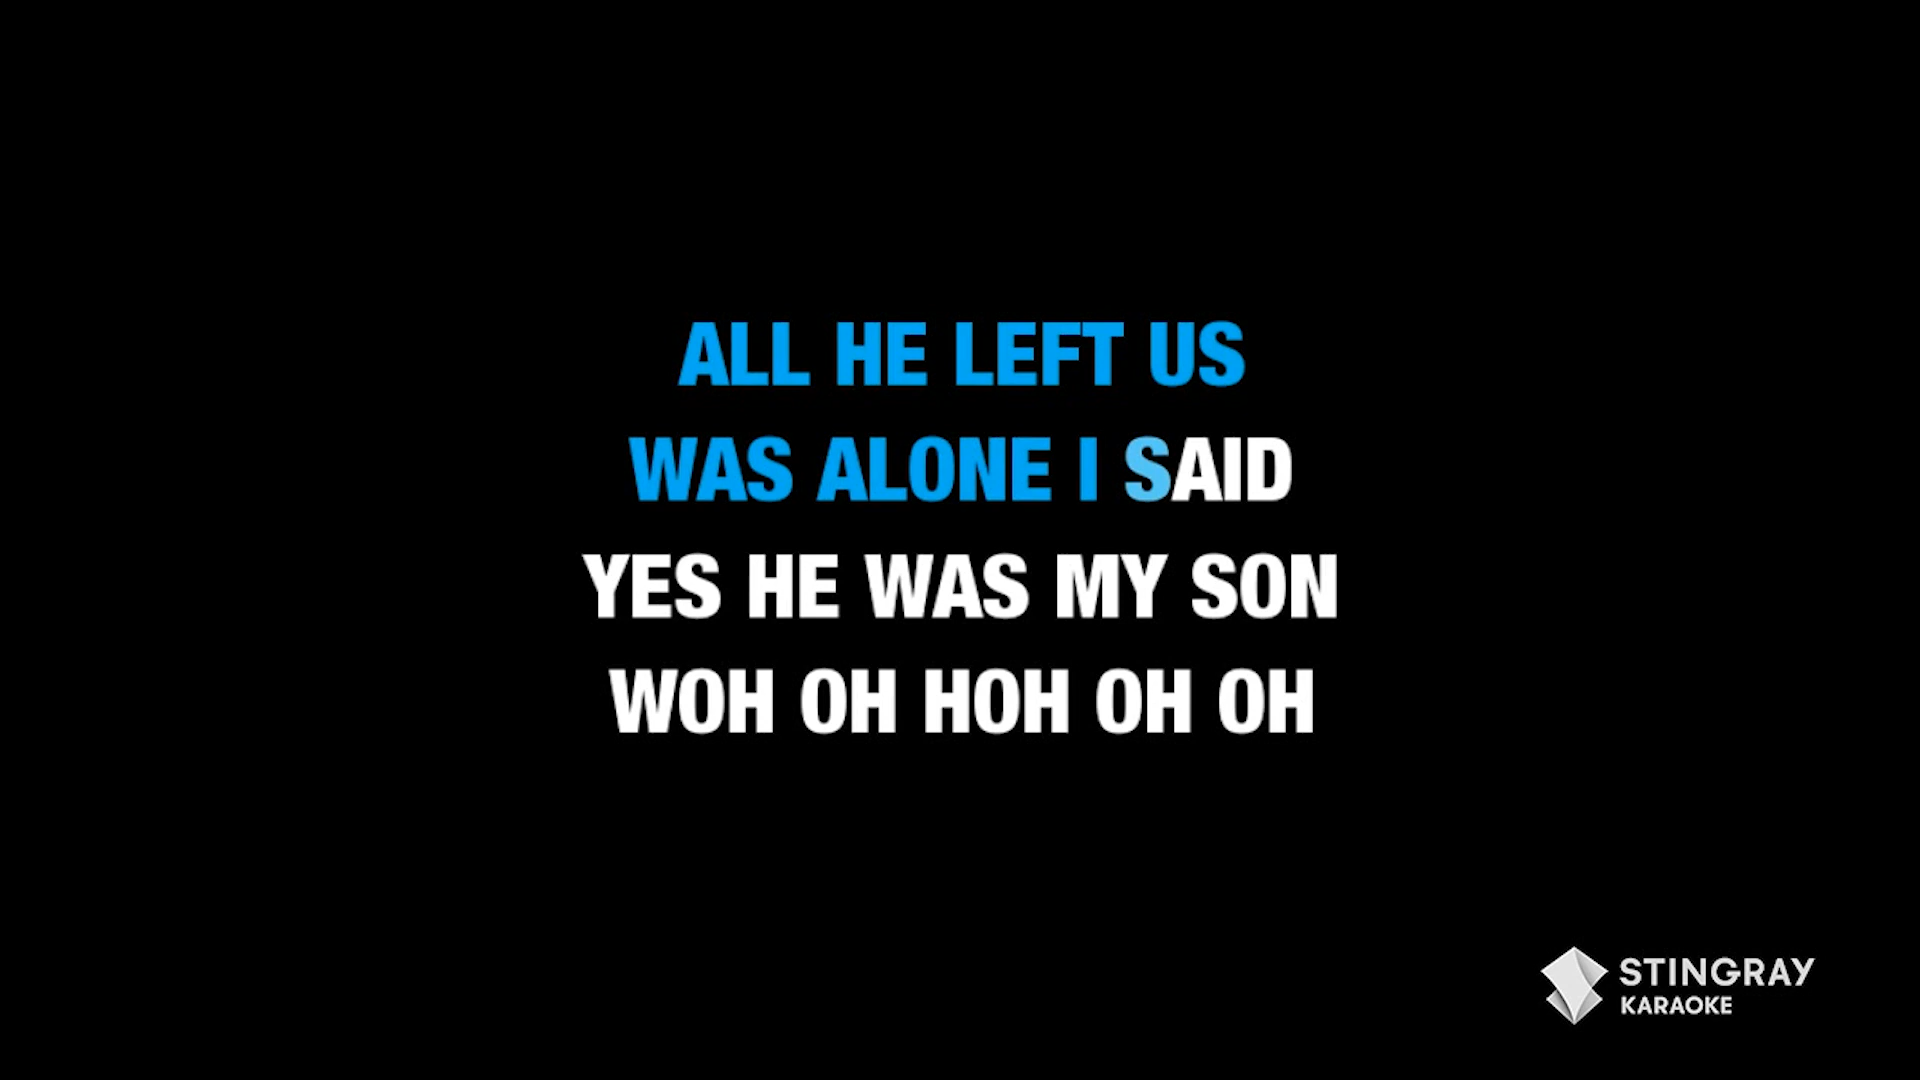 ALL HE LEFT US
WAS ALONE I SAID
YES HE WAS MY SON
WOH OH HOH OH OH
STINGRAY
KARAOKE